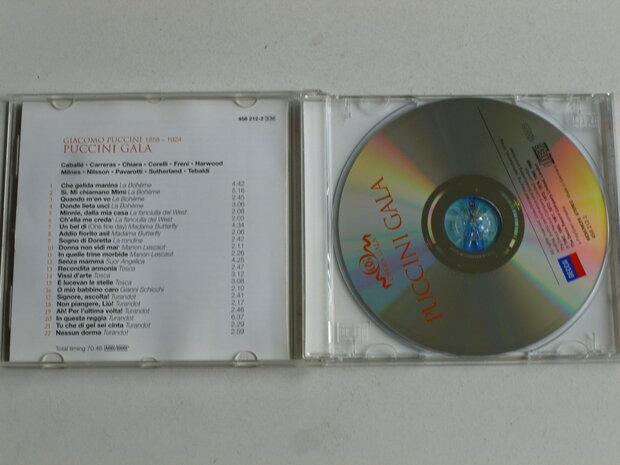 458 212-2
GIACOMO PUCCINI 1858 – 1924
PUCCINI GALA
Caballé • Carreras • Chiara • Corelli • Freni • Harwood
Milnes • Nilsson • Pavarotti • Sutherland • Tebaldi
1 Che gelida manina La Bohème 4.42
2 Sì. Mi chiamano Mimì La Bohème 5.16
3 Quando m'en vo La Bohème 2.45
4 Donde lieta uscì La Bohème 3.06
5 Minnie, dalla mia casa La fanciulla del West 2.08
6 Ch'ella me creda' La fanciulla del West 2.03
7 Un bel dì (One fine day) Madama Butterfly 4.34
8 Addio fiorito asil Madama Butterfly 2.06
9 Sogno di Doretta La rondine 2.42
10 Donna non vidi mai' Manon Lescaut 2.11
11 In quelle trine morbide Manon Lescaut 2.26
12 Senza mamma Suor Angelica 4.25
13 Recondita armonia Tosca 2.47
14 Vissi d'arte Tosca 3.12
15 E lucevan le stelle Tosca 3.08
16 O mio babbino caro Gianni Schicchi 2.10
17 Signore, ascolta! Turandot 2.41
18 Non piangere, Liù! Turandot 2.17
19 Ah! Per l'ultima volta! Turandot 2.46
20 In questa reggia Turandot 6.37
21 Tu che di gel sei cinta Turandot 2.29
22 Nessun dorma Turandot 2.59
Total timing 70.46
PUCCINI GALA
DECCA